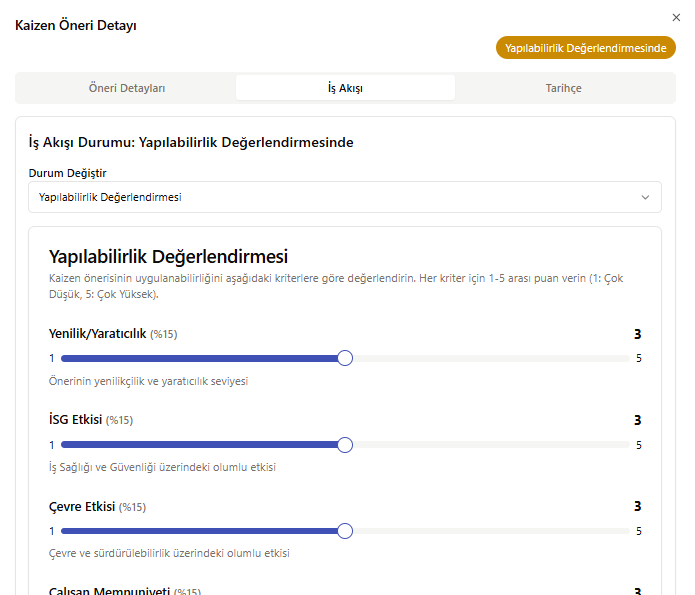 Kaizen Öneri Detayı
Yapılabilirlik Değerlendirmesinde
Öneri Detayları
İş Akışı
Tarihçe
İş Akışı Durumu: Yapılabilirlik Değerlendirmesinde
Durum Değiştir
Yapılabilirlik Değerlendirmesi
Yapılabilirlik Değerlendirmesi
Kaizen önerisinin uygulanabilirliğini aşağıdaki kriterlere göre değerlendirin. Her kriter için 1-5 arası puan verin (1: Çok
Düşük, 5: Çok Yüksek).
Yenilik/Yaratıcılık (%15) 3
1 5
Önerinin yenilikçilik ve yaratıcılık seviyesi
İSG Etkisi (%15) 3
1 5
İş Sağlığı ve Güvenliği üzerindeki olumlu etkisi
Çevre Etkisi (%15) 3
1 5
Çevre ve sürdürülebilirlik üzerindeki olumlu etkisi
Çalışan Memnuniyeti (%15) 3